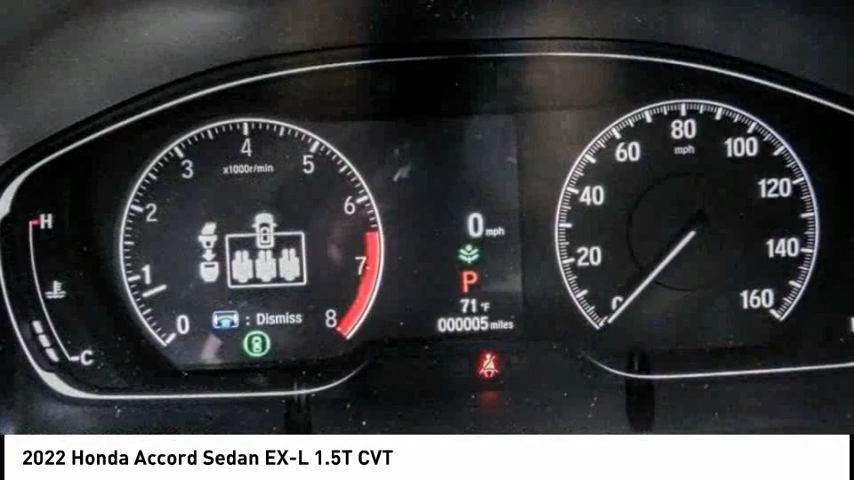 4
3
5
x1000r/min
2
6
1
7
0
8
: Dismiss
H
C
0 mph
P
71°F
000005 miles
80
mph
60
100
40
120
20
140
0
160
2022 Honda Accord Sedan EX-L 1.5T CVT